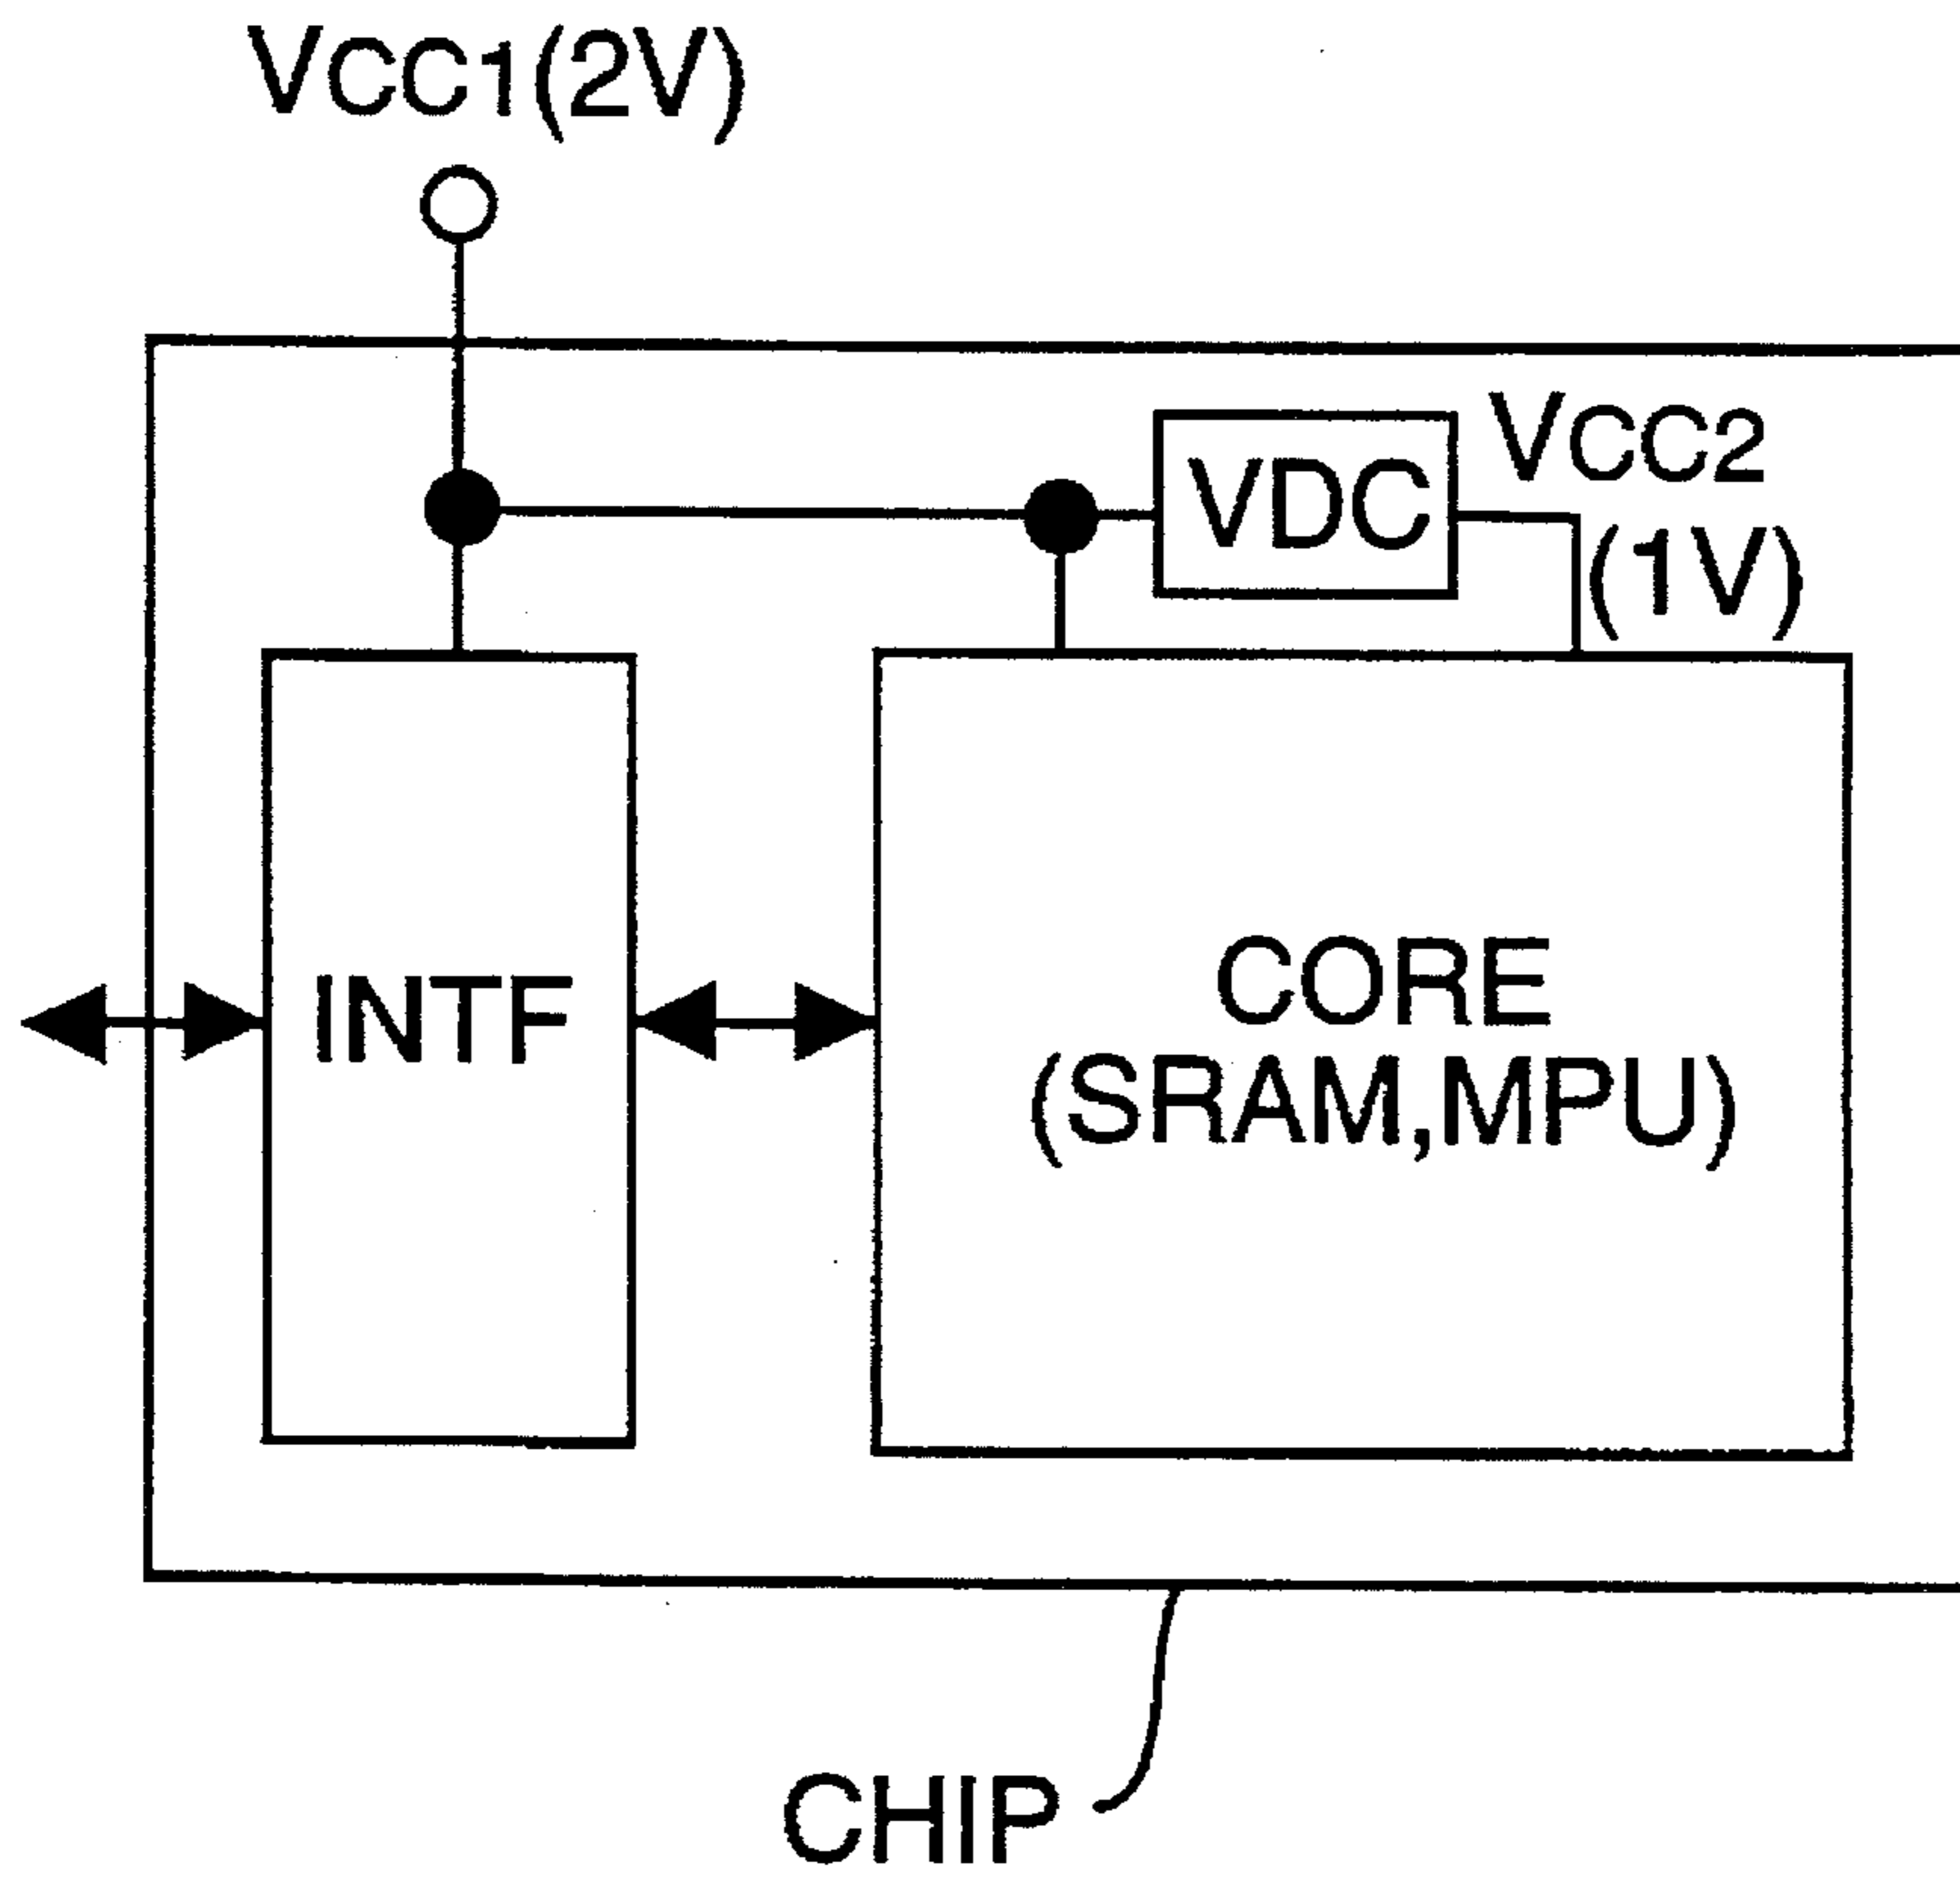 VCC1(2V)
VDC
VCC2
(1V)
INTF
CORE
(SRAM,MPU)
CHIP